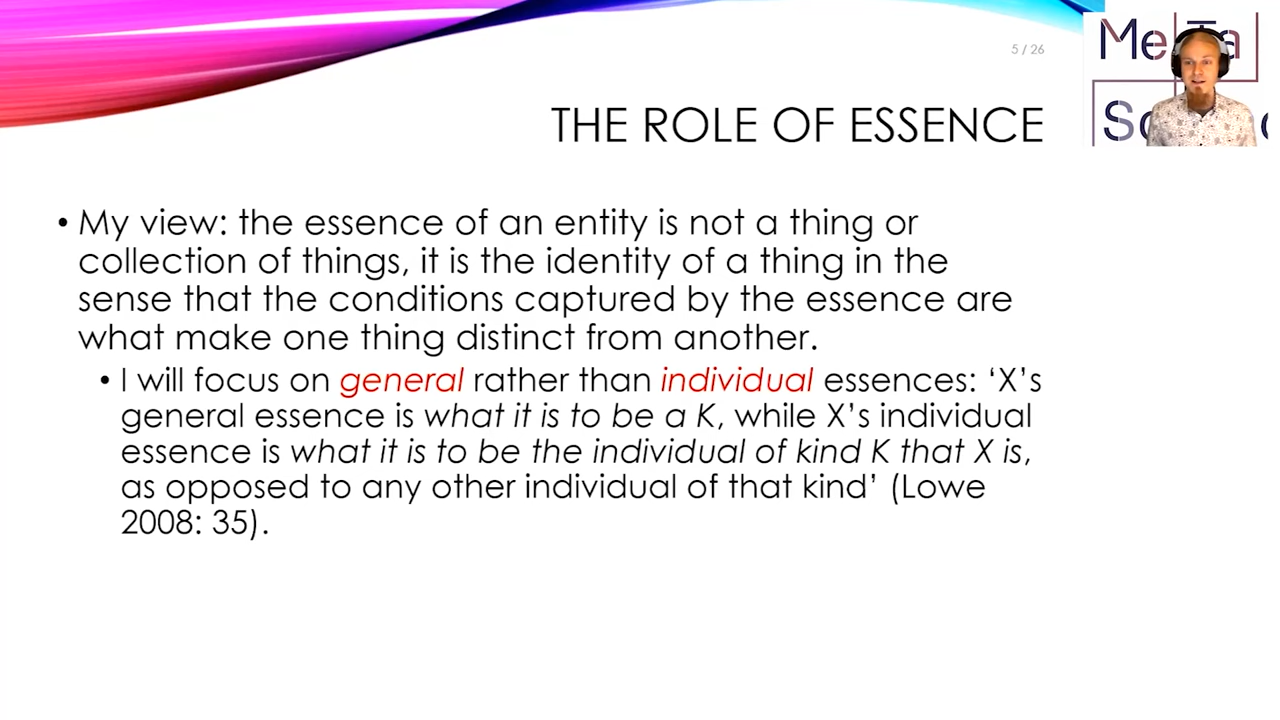 5 / 26
Me Ta
Sc
THE ROLE OF ESSENCE
• My view: the essence of an entity is not a thing or
collection of things, it is the identity of a thing in the
sense that the conditions captured by the essence are
what make one thing distinct from another.
• I will focus on general rather than individual essences: ‘X’s
general essence is what it is to be a K, while X’s individual
essence is what it is to be the individual of kind K that X is,
as opposed to any other individual of that kind’ (Lowe
2008: 35).